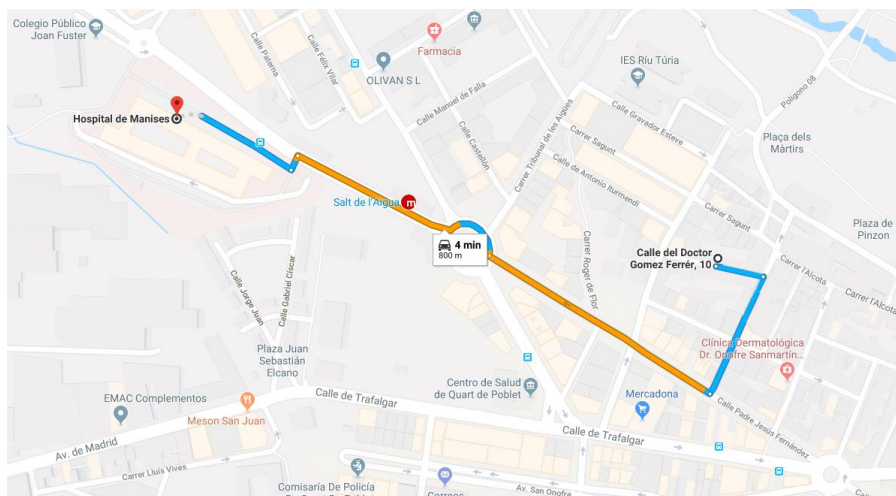 Colegio Público
Joan Fuster
Calle Paterna
Calle Félix Vilar
Farmacia
OLIVAN S L
IES Ríu Túria
Polígono 08
Hospital de Manises
Calle Manuel de Falla
Calle Castellón
Carrer Tribunal de les Aigües
Calle Gravador Esteve
Carrer Sagunt
Plaça dels
Màrtirs
Calle de Antonio Iturmendi
Carrer Sagunt
Salt de l'Aigua
m
Plaza de
Pinzon
4 min
800 m
Carrer Roger de Flor
Calle del Doctor
Gomez Ferrér, 10
Carrer l'Alcota
Carrer l'Alcota
Calle Jorge Juan
Calle Gabriel Císcar
Plaza Juan
Sebastián
Elcano
Clínica Dermatológica
Dr. Onofre Sanmartín...
EMAC Complementos
Meson San Juan
Centro de Salud
de Quart de Poblet
Mercadona
Calle de Trafalgar
Calle Padre Jesús Fernández
Calle de Trafalgar
Av. de Madrid
Carrer Lluís Vives
Comisaría De Policía
Correos
Av. San Onofre